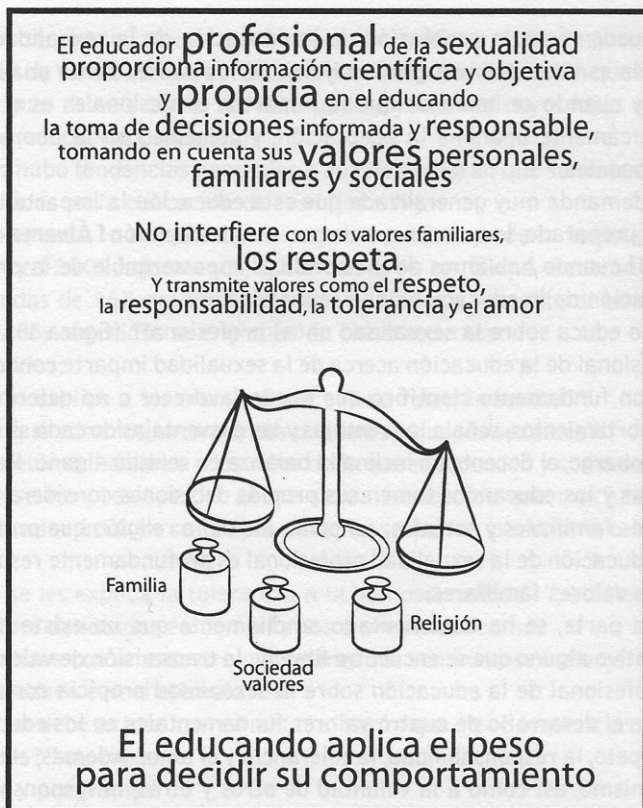 El educador profesional de la sexualidad
proporciona información científica y objetiva
y propicia en el educando
la toma de decisiones informada y responsable,
tomando en cuenta sus valores personales,
familiares y sociales
No interfiere con los valores familiares,
los respeta
Y transmite valores como el respeto,
la responsabilidad, la tolerancia y el amor
Familia
Religión
Sociedad
valores
El educando aplica el peso
para decidir su comportamiento